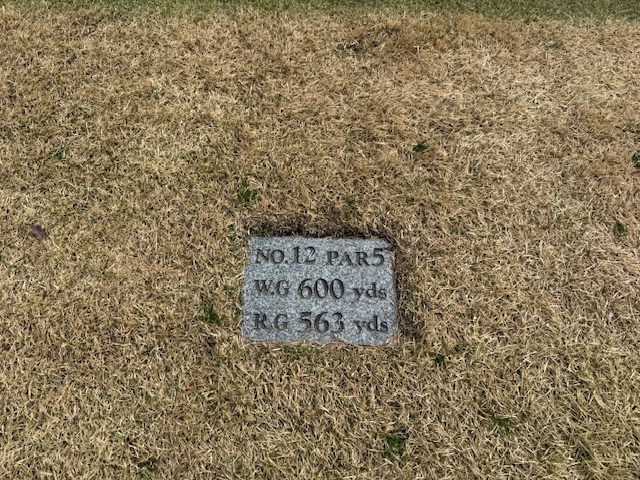 NO.12 PAR5
W.G 600 yds
R.G 563 yds